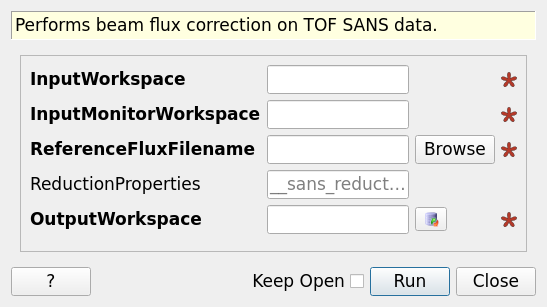 Performs beam flux correction on TOF SANS data.
InputWorkspace
InputMonitorWorkspace
ReferenceFluxFilename Browse
ReductionProperties __sans_reduct...
OutputWorkspace
? Keep Open Run Close